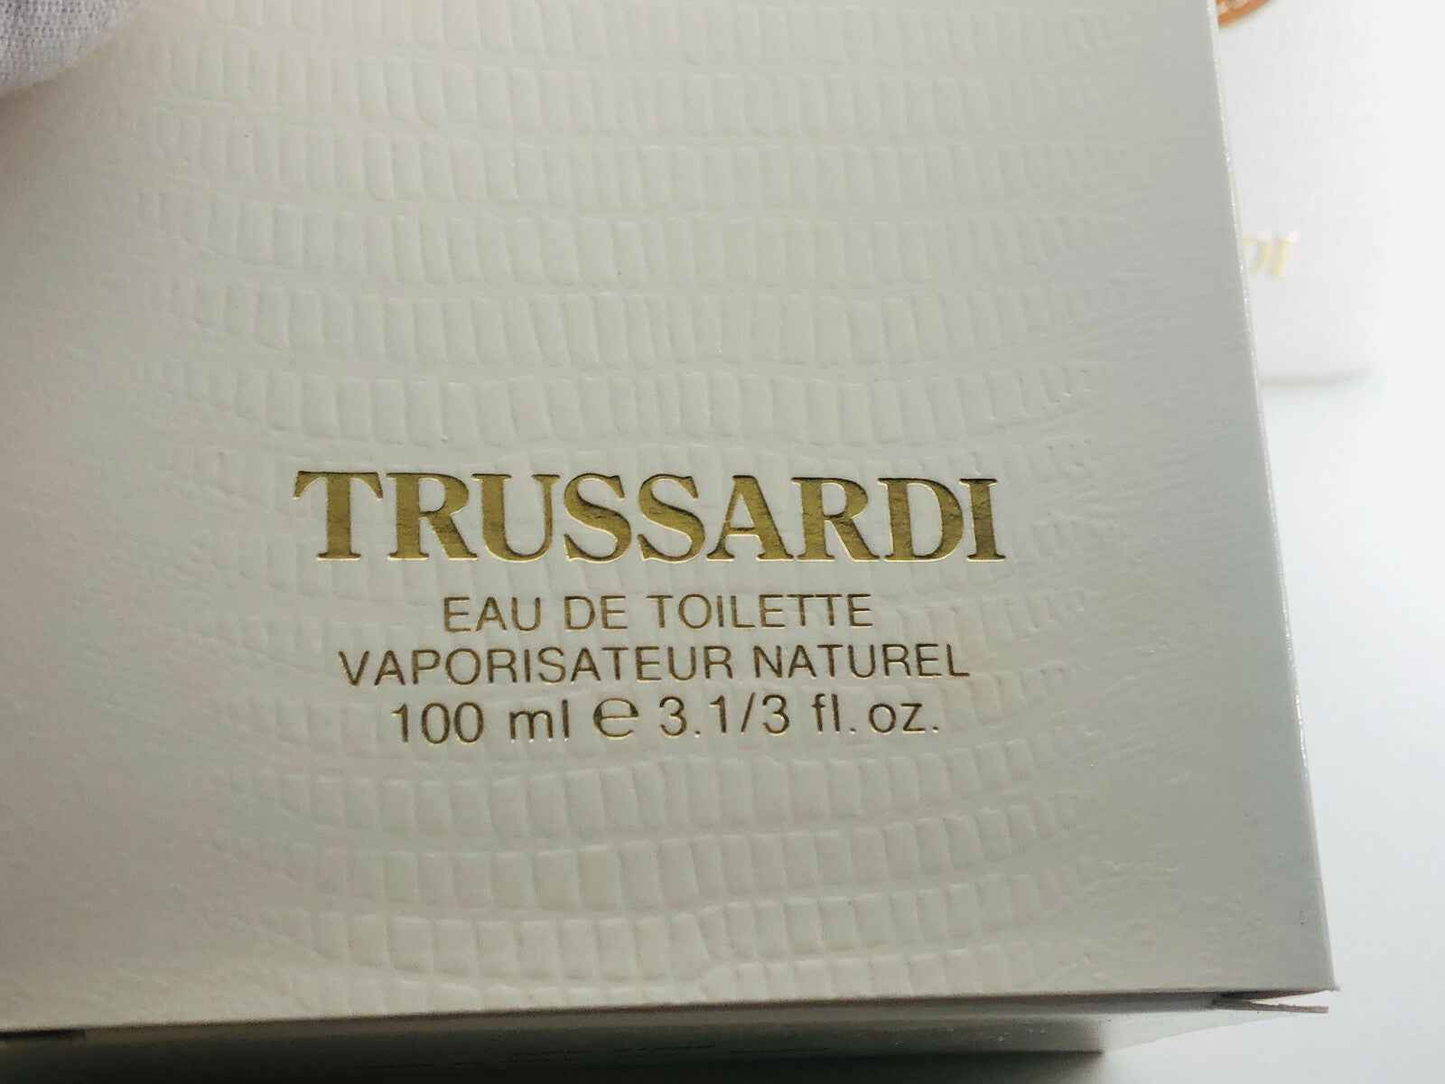 TRUSSARDI
EAU DE TOILETTE
VAPORISATEUR NATUREL
100 ml ℮ 3.1/3 fl. oz.